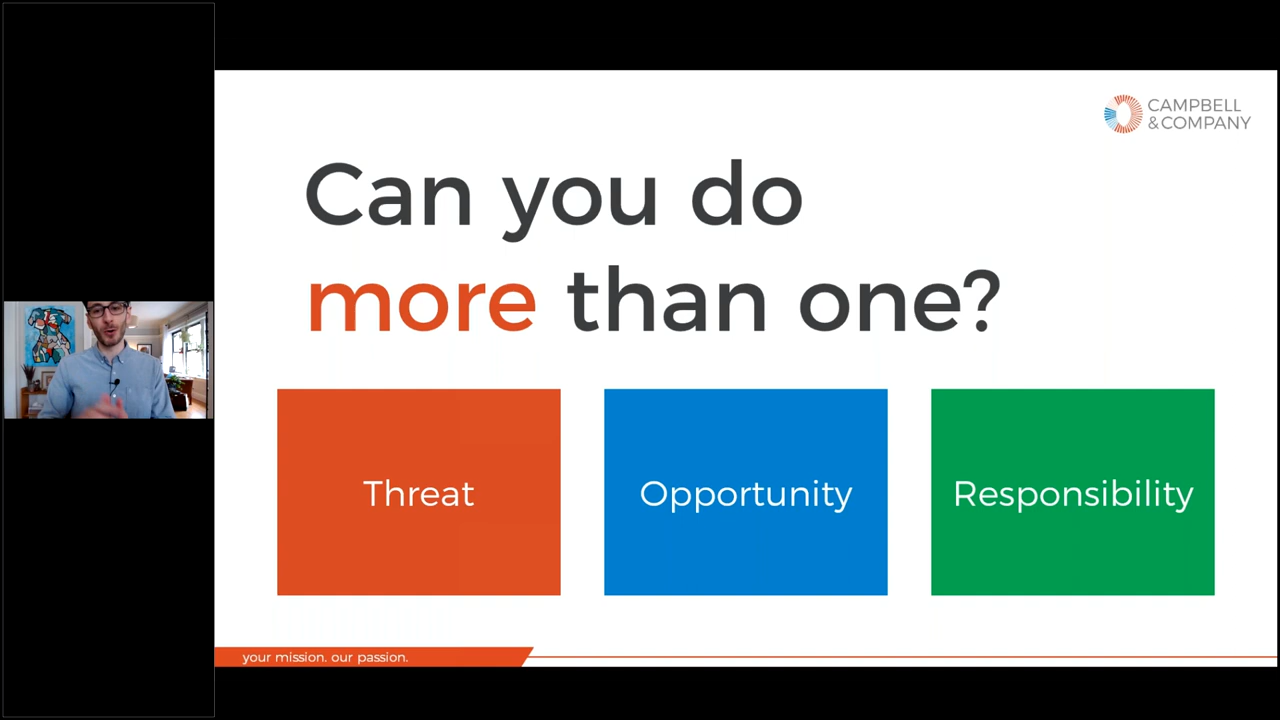 CAMPBELL
&COMPANY
Can you do
more than one?
Threat
Opportunity
Responsibility
your mission. our passion.